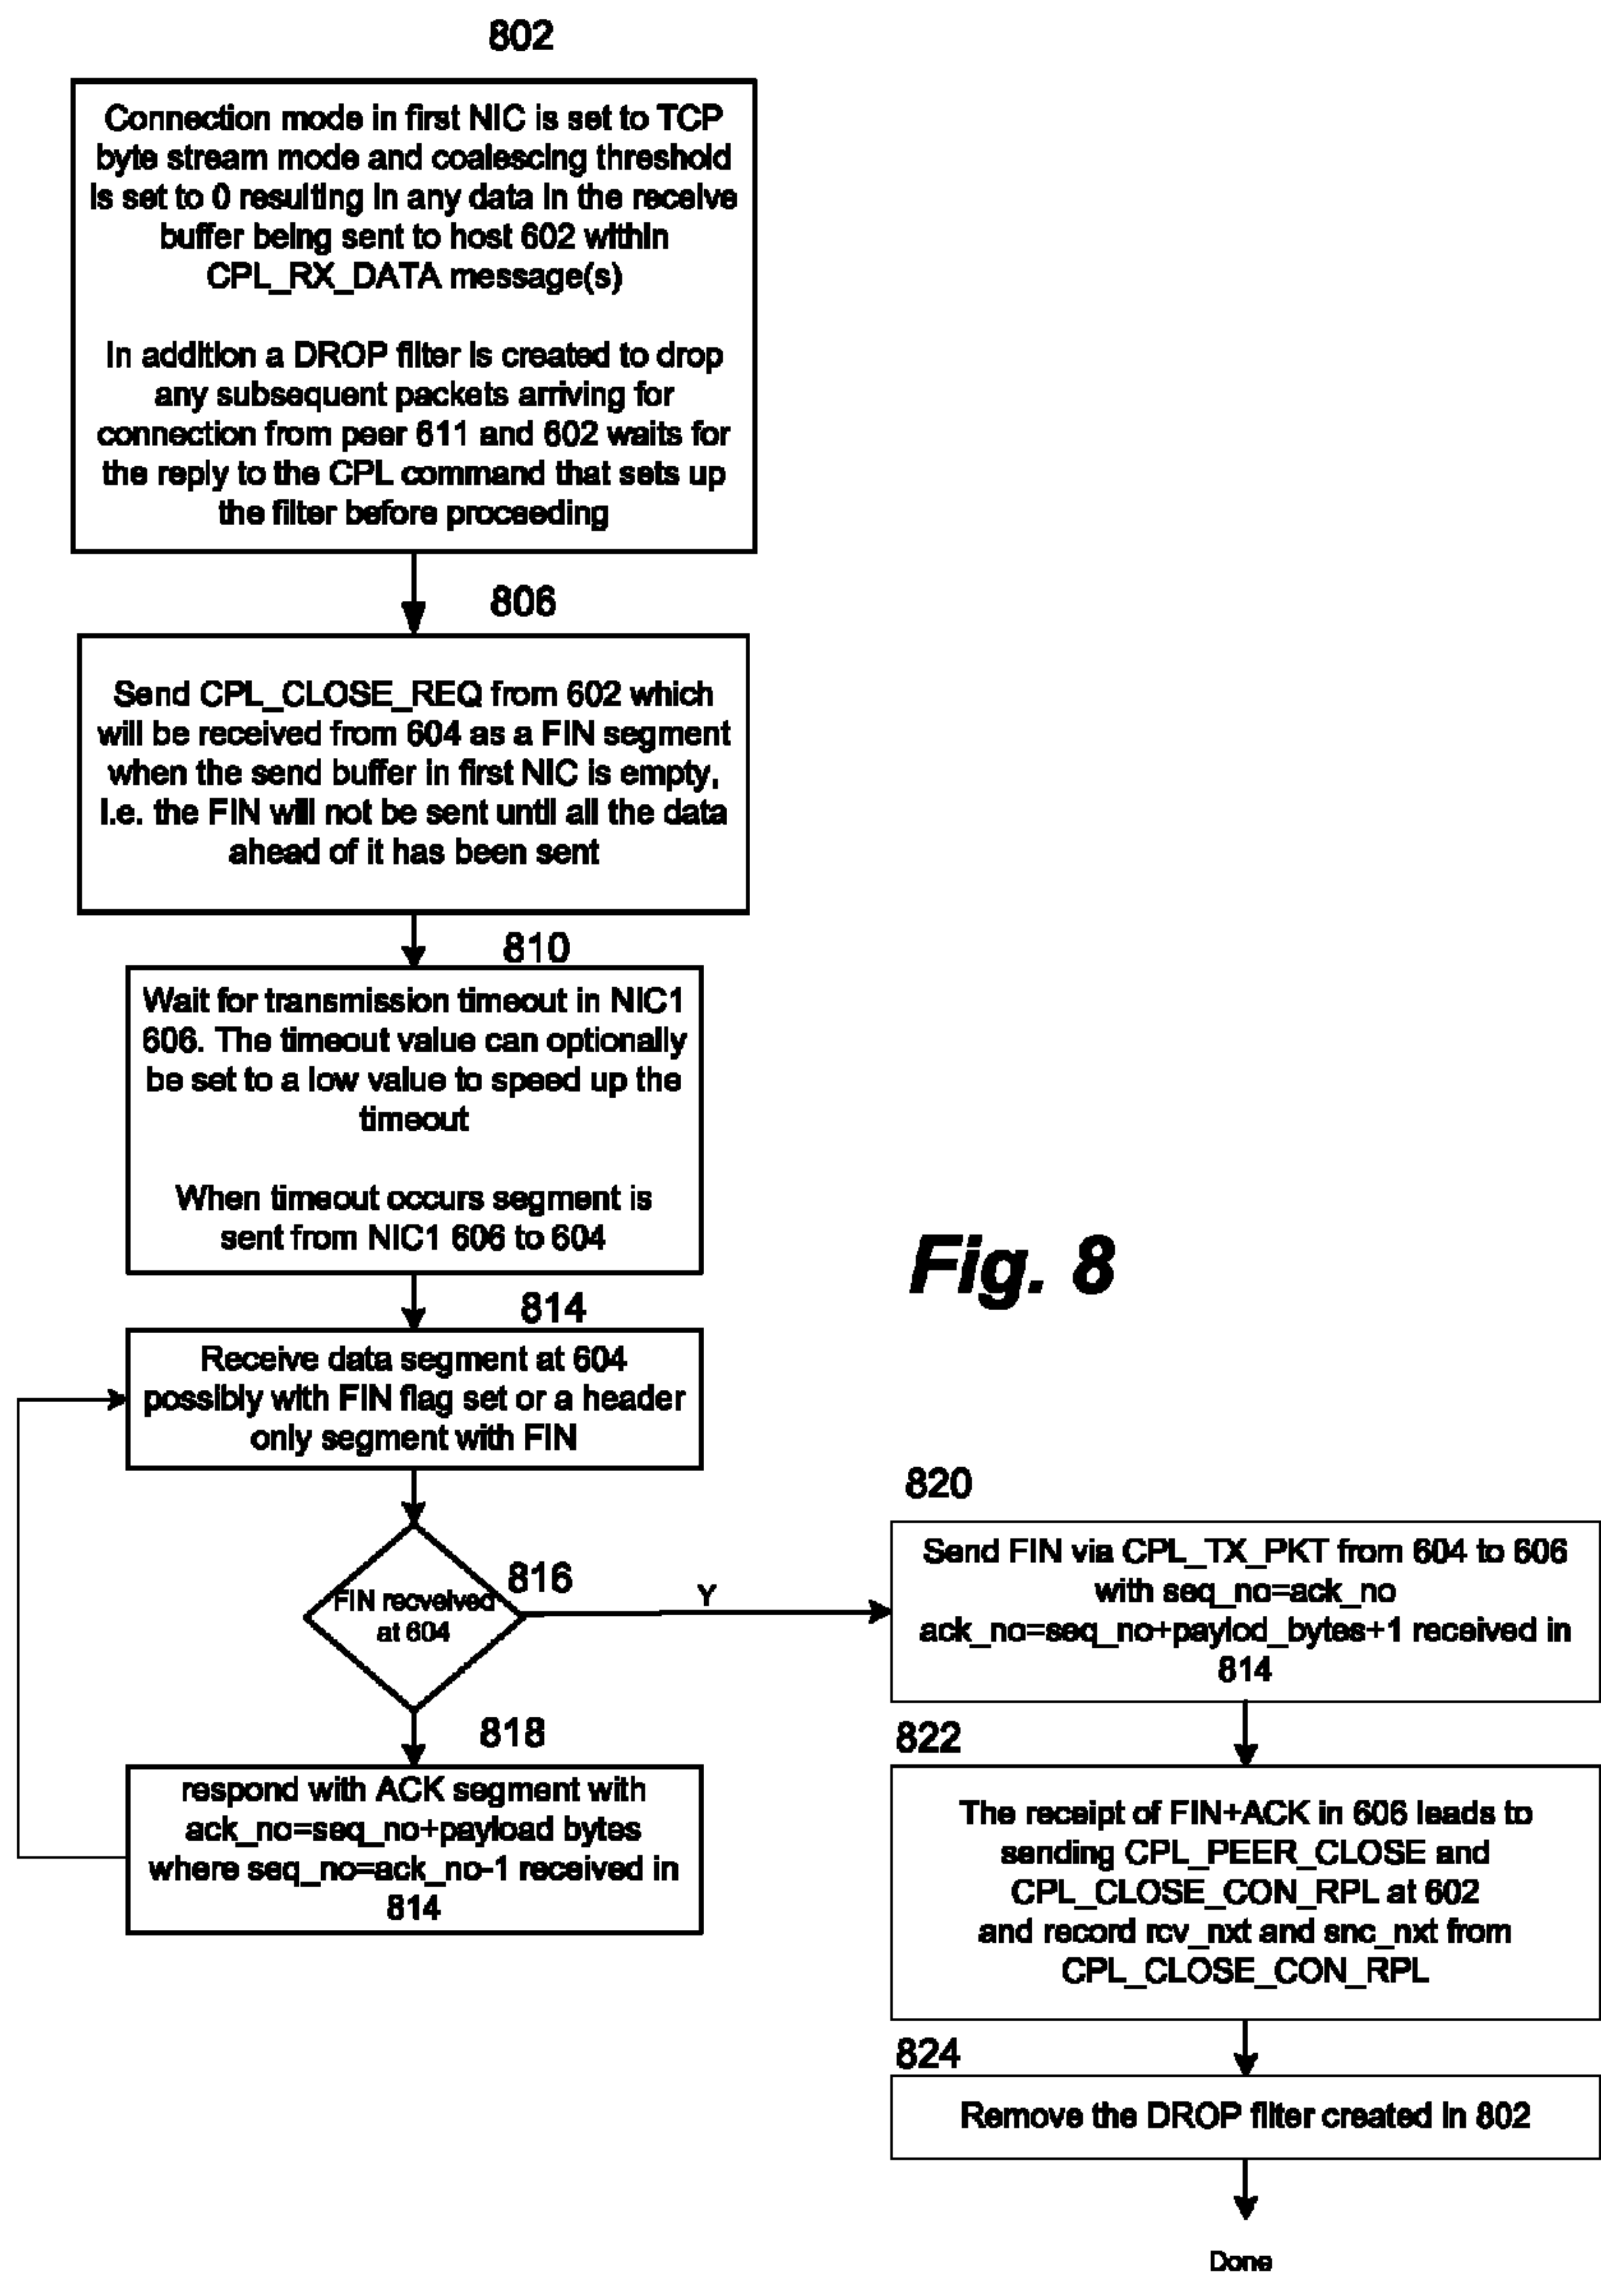 802
Connection mode in first NIC is set to TCP
byte stream mode and coalescing threshold
is set to 0 resulting in any data in the receive
buffer being sent to host 602 within
CPL_RX_DATA message(s)
In addition a DROP filter is created to drop
any subsequent packets arriving for
connection from peer 611 and 602 waits for
the reply to the CPL command that sets up
the filter before proceeding
806
Send CPL_CLOSE_REQ from 602 which
will be received from 604 as a FIN segment
when the send buffer in first NIC is empty,
i.e. the FIN will not be sent until all the data
ahead of it has been sent
810
Wait for transmission timeout in NIC1
606. The timeout value can optionally
be set to a low value to speed up the
timeout
When timeout occurs segment is
sent from NIC1 606 to 604
Fig. 8
814
Receive data segment at 604
possibly with FIN flag set or a header
only segment with FIN
816
FIN recveived
at 604
Y
818
respond with ACK segment with
ack_no=seq_no+payload bytes
where seq_no=ack_no-1 received in
814
820
Send FIN via CPL_TX_PKT from 604 to 606
with seq_no=ack_no
ack_no=seq_no+paylod_bytes+1 received in
814
822
The receipt of FIN+ACK in 606 leads to
sending CPL_PEER_CLOSE and
CPL_CLOSE_CON_RPL at 602
and record rcv_nxt and snc_nxt from
CPL_CLOSE_CON_RPL
824
Remove the DROP filter created in 802
Done